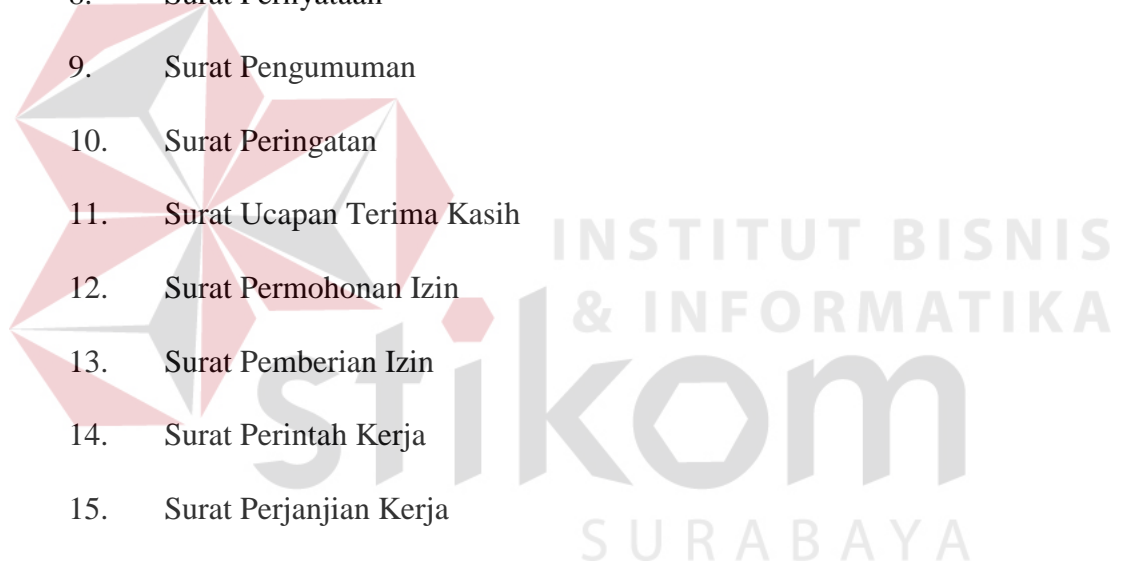 9. Surat Pengumuman
10. Surat Peringatan
11. Surat Ucapan Terima Kasih
INSTITUT BISNIS
12. Surat Permohonan Izin
& INFORMATIKA
13. Surat Pemberian Izin
stikom
14. Surat Perintah Kerja
15. Surat Perjanjian Kerja
SURABAYA